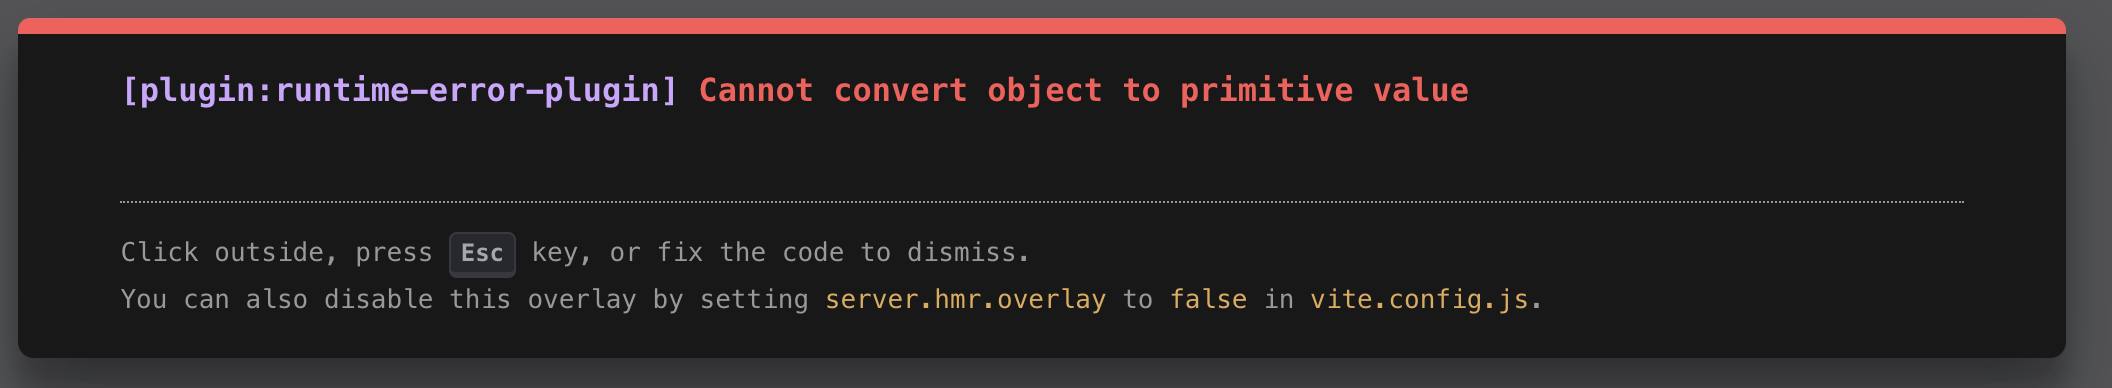 [plugin:runtime-error-plugin] Cannot convert object to primitive value
Click outside, press Esc key, or fix the code to dismiss.
You can also disable this overlay by setting server.hmr.overlay to false in vite.config.js.